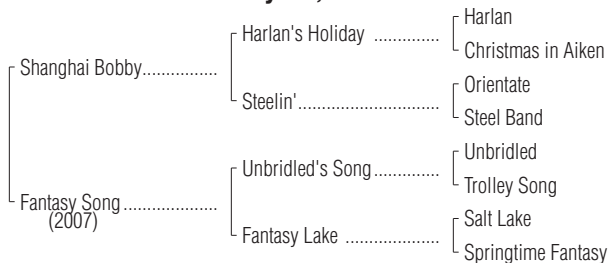 Harlan
Harlan's Holiday ..............
Christmas in Aiken
Shanghai Bobby................
Orientate
Steelin'..............................
Steel Band
Unbridled
Unbridled's Song..............
Trolley Song
Fantasy Song....................
(2007)
Salt Lake
Fantasy Lake ....................
Springtime Fantasy